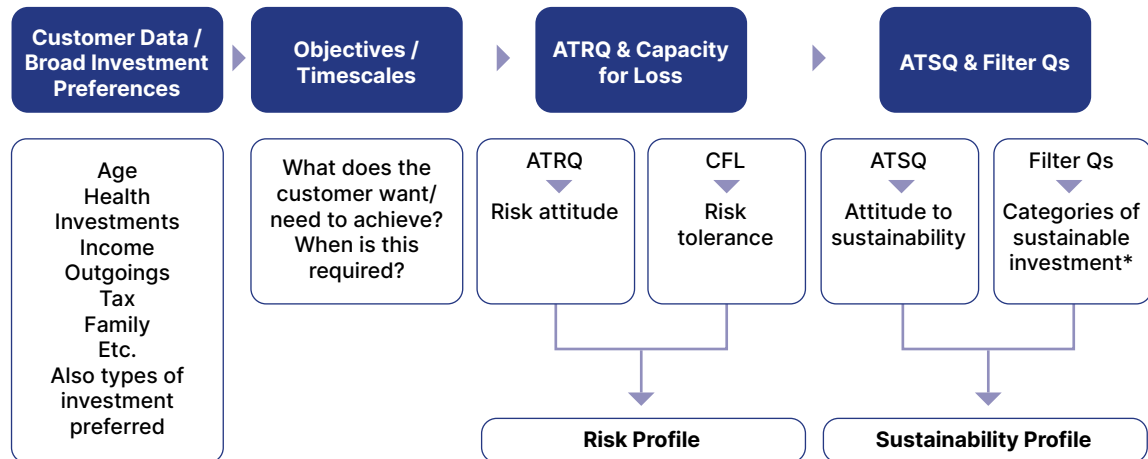 Customer Data /
Broad Investment
Preferences
Objectives /
Timescales
ATRQ & Capacity
for Loss
ATSQ & Filter Qs
Age
Health
Investments
Income
Outgoings
Tax
Family
Etc.
Also types of
investment
preferred
What does the
customer want/
need to achieve?
When is this
required?
ATRQ
Risk attitude
CFL
Risk
tolerance
ATSQ
Attitude to
sustainability
Filter Qs
Categories of
sustainable
investment*
Risk Profile
Sustainability Profile